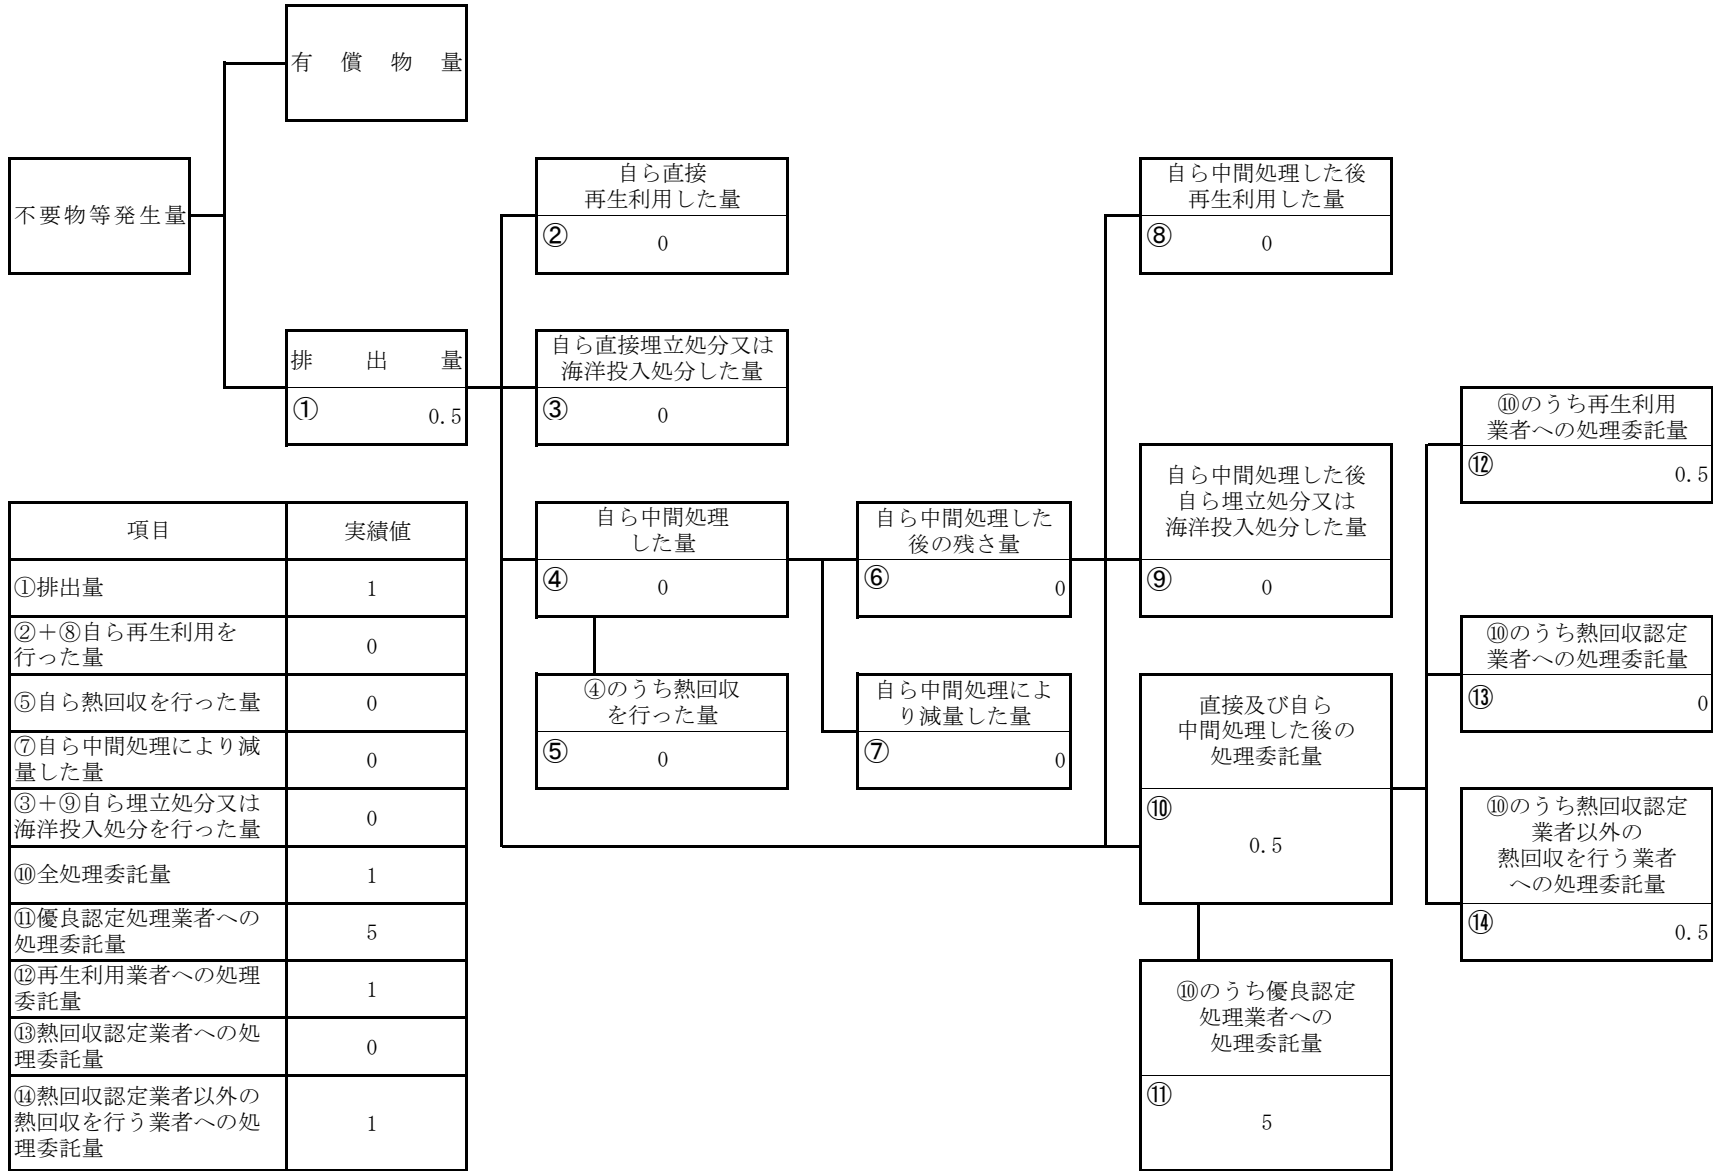 有償物量
不要物等発生量
排出量
① 0.5
自ら直接
再生利用した量
② 0
自ら直接埋立処分又は
海洋投入処分した量
③ 0
自ら中間処理
した量
④ 0
④のうち熱回収
を行った量
⑤ 0
自ら中間処理した
後の残さ量
⑥ 0
自ら中間処理によ
り減量した量
⑦ 0
自ら中間処理した後
再生利用した量
⑧ 0
自ら中間処理した後
自ら埋立処分又は
海洋投入処分した量
⑨ 0
直接及び自ら
中間処理した後の
処理委託量
⑩
0.5
⑩のうち優良認定
処理業者への
処理委託量
⑪
5
⑩のうち再生利用
業者への処理委託量
⑫ 0.5
⑩のうち熱回収認定
業者への処理委託量
⑬ 0
⑩のうち熱回収認定
業者以外の
熱回収を行う業者
への処理委託量
⑭ 0.5
項目 実績値
①排出量 1
②+⑧自ら再生利用を
行った量 0
⑤自ら熱回収を行った量 0
⑦自ら中間処理により減
量した量 0
③+⑨自ら埋立処分又は
海洋投入処分を行った量 0
⑩全処理委託量 1
⑪優良認定処理業者への
処理委託量 5
⑫再生利用業者への処理
委託量 1
⑬熱回収認定業者への処
理委託量 0
⑭熱回収認定業者以外の
熱回収を行う業者への処
理委託量 1